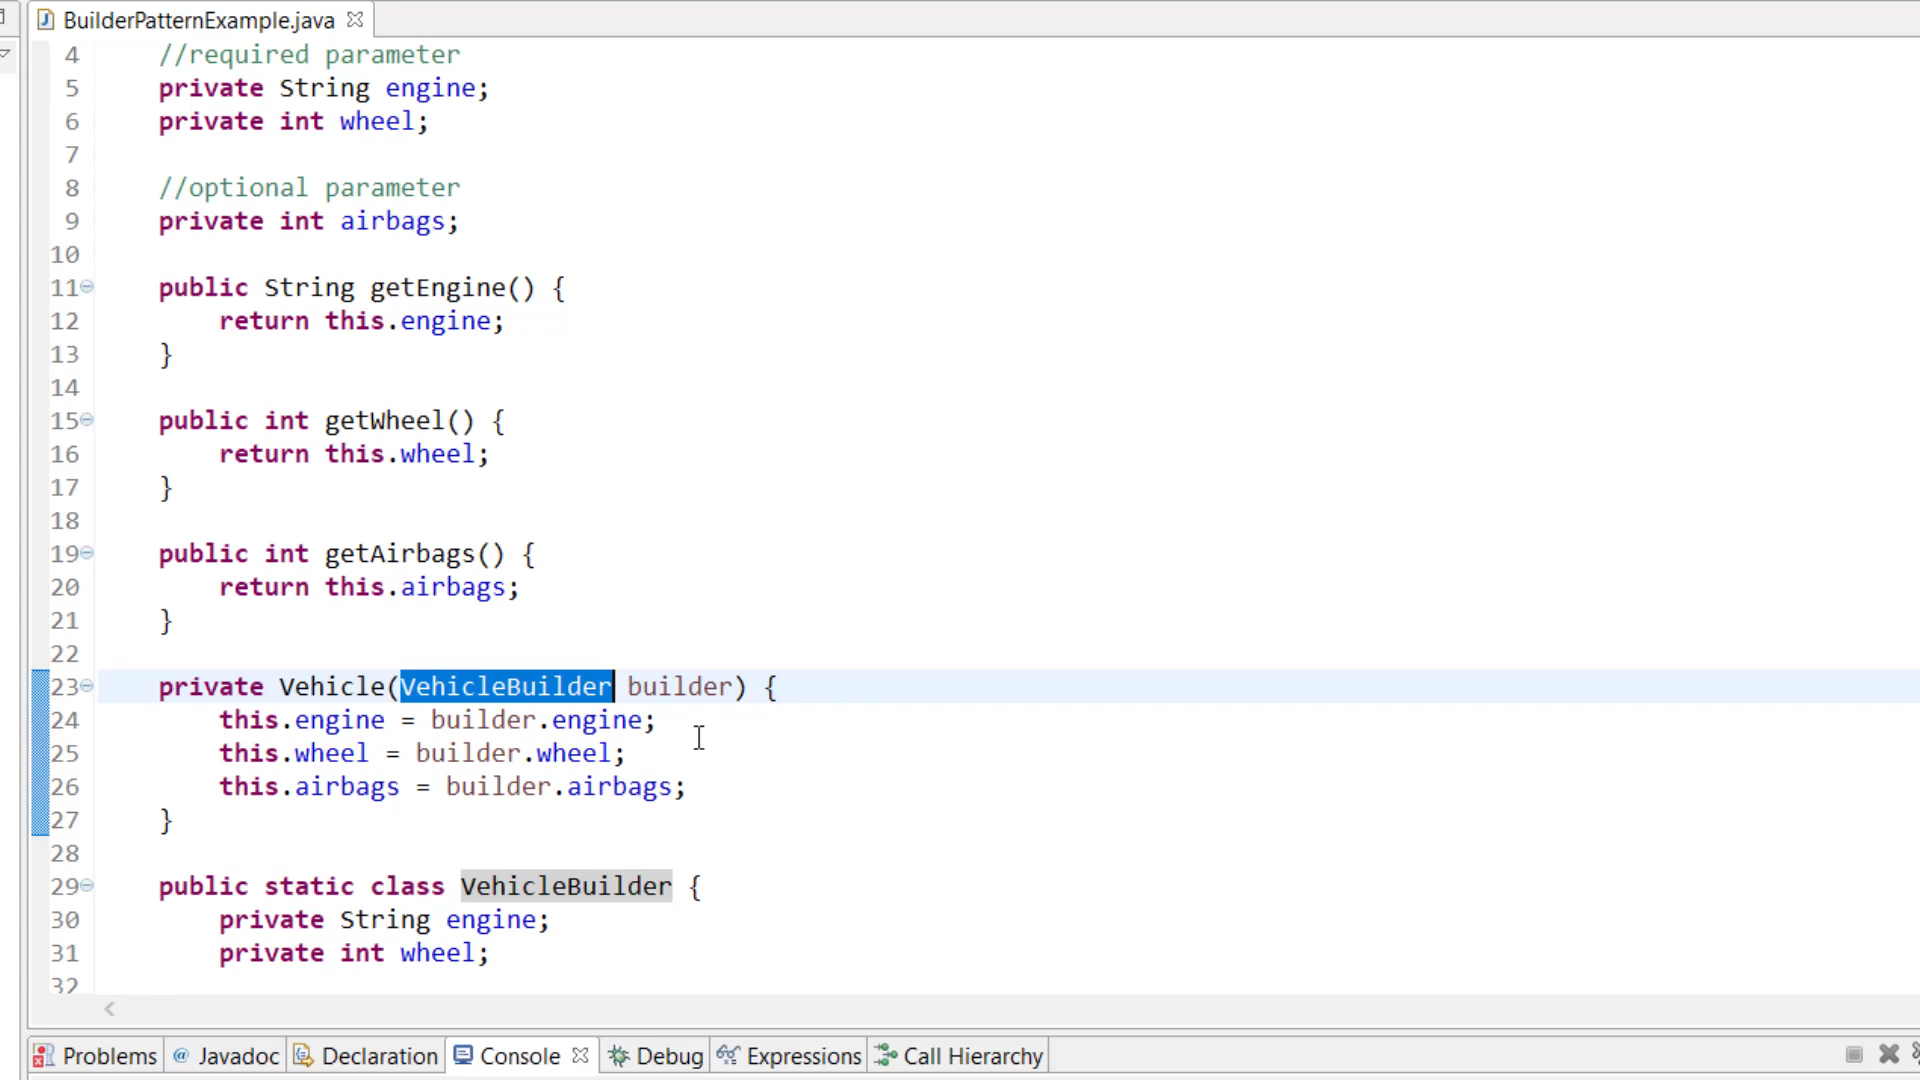 BuilderPatternExample.java
4 //required parameter
5 private String engine;
6 private int wheel;
7
8 //optional parameter
9 private int airbags;
10
11 public String getEngine() {
12 return this.engine;
13 }
14
15 public int getWheel() {
16 return this.wheel;
17 }
18
19 public int getAirbags() {
20 return this.airbags;
21 }
22
23 private Vehicle(VehicleBuilder builder) {
24 this.engine = builder.engine;
25 this.wheel = builder.wheel;
26 this.airbags = builder.airbags;
27 }
28
29 public static class VehicleBuilder {
30 private String engine;
31 private int wheel;
32
Problems @ Javadoc Declaration Console Debug Expressions Call Hierarchy